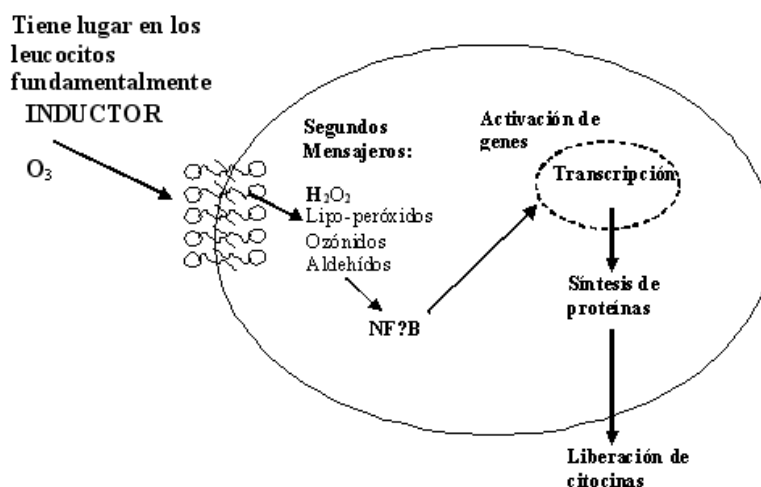 Tiene lugar en los
leucocitos
fundamentalmente
INDUCTOR
O₃
Segundos
Mensajeros:
H₂O₂
Lipo-peróxidos
Ozónidos
Aldehídos
NF?B
Activación de
genes
Transcripción
Síntesis de
proteínas
Liberación de
citocinas